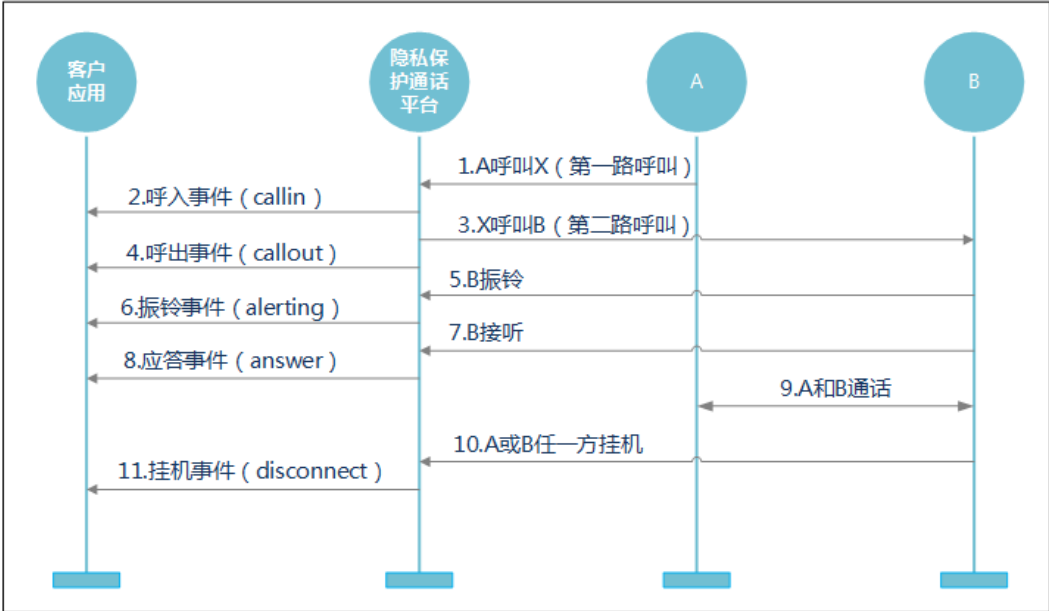 客户
应用
隐私保
护通话
平台
A
B
1.A呼叫X（第一路呼叫）
2.呼入事件（callin）
3.X呼叫B（第二路呼叫）
4.呼出事件（callout）
5.B振铃
6.振铃事件（alerting）
7.B接听
8.应答事件（answer）
9.A和B通话
10.A或B任一方挂机
11.挂机事件（disconnect）